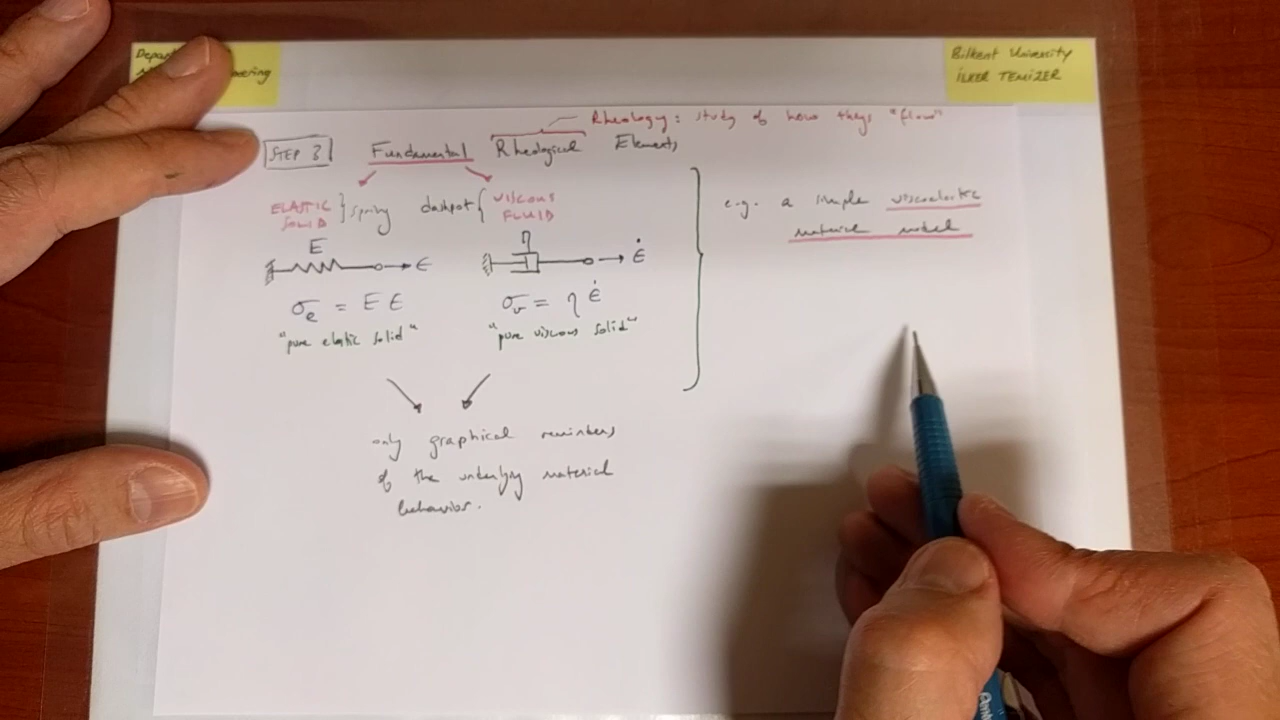 Bilkent University
İLKER TEMIZER
Rheology: study of how things "flow"
STEP 3 Fundamental Rheological Elements
ELASTIC SOLID } spring
dashpot { VISCOUS FLUID
E
ϵ
η
ϵ̇
σe = E ϵ
σv = η ϵ̇
"pure elastic solid"
"pure viscous solid"
only graphical reminders
of the underlying material
behavior.
e.g. a simple viscoelastic
material model